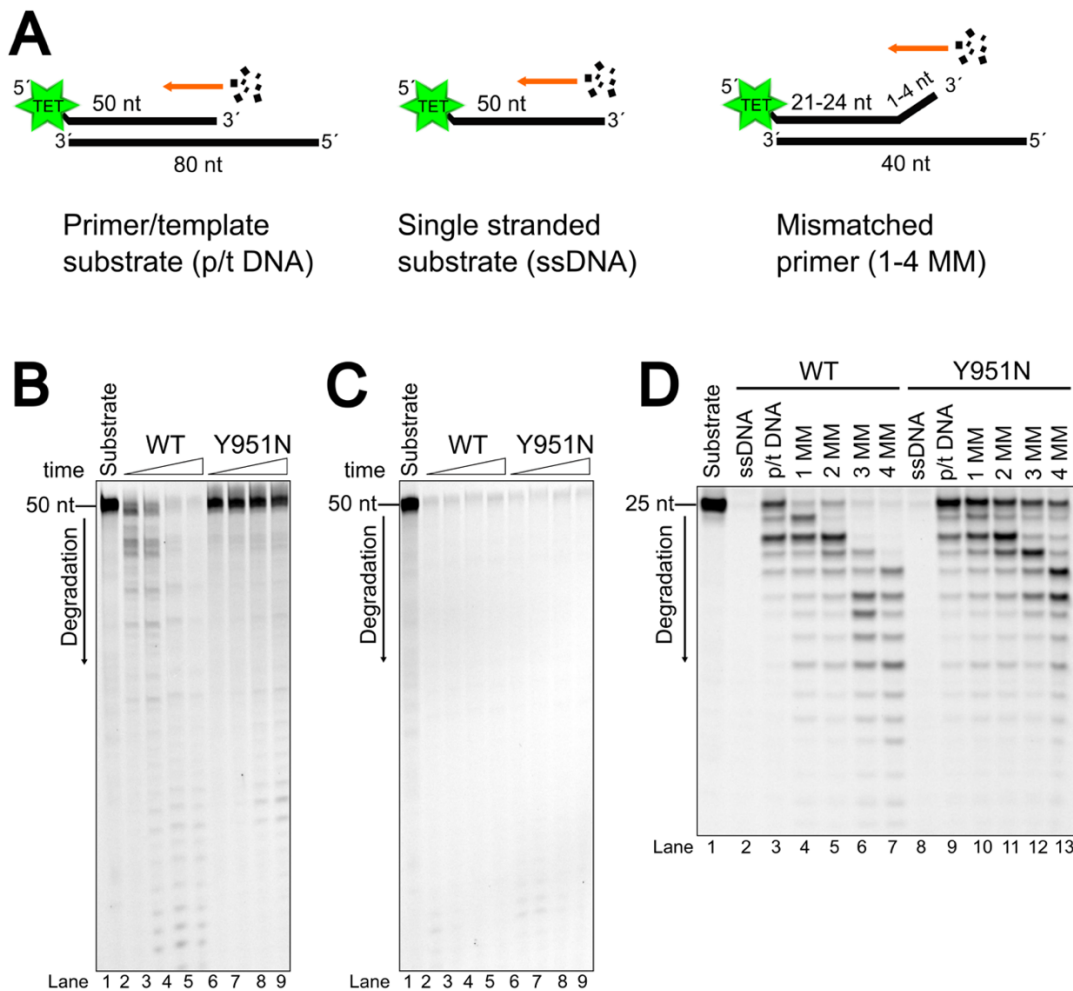 A
5´ TET 50 nt 3´
3´ 5´
80 nt
Primer/template
substrate (p/t DNA)
5´ TET 50 nt 3´
Single stranded
substrate (ssDNA)
5´ TET 21-24 nt 1-4 nt 3´
3´ 5´
40 nt
Mismatched
primer (1-4 MM)
B
Substrate
WT Y951N
time
50 nt
Degradation
Lane 1 2 3 4 5 6 7 8 9
C
Substrate
WT Y951N
time
50 nt
Degradation
Lane 1 2 3 4 5 6 7 8 9
D
WT Y951N
Substrate
ssDNA
p/t DNA
1 MM
2 MM
3 MM
4 MM
ssDNA
p/t DNA
1 MM
2 MM
3 MM
4 MM
25 nt
Degradation
Lane 1 2 3 4 5 6 7 8 9 10 11 12 13